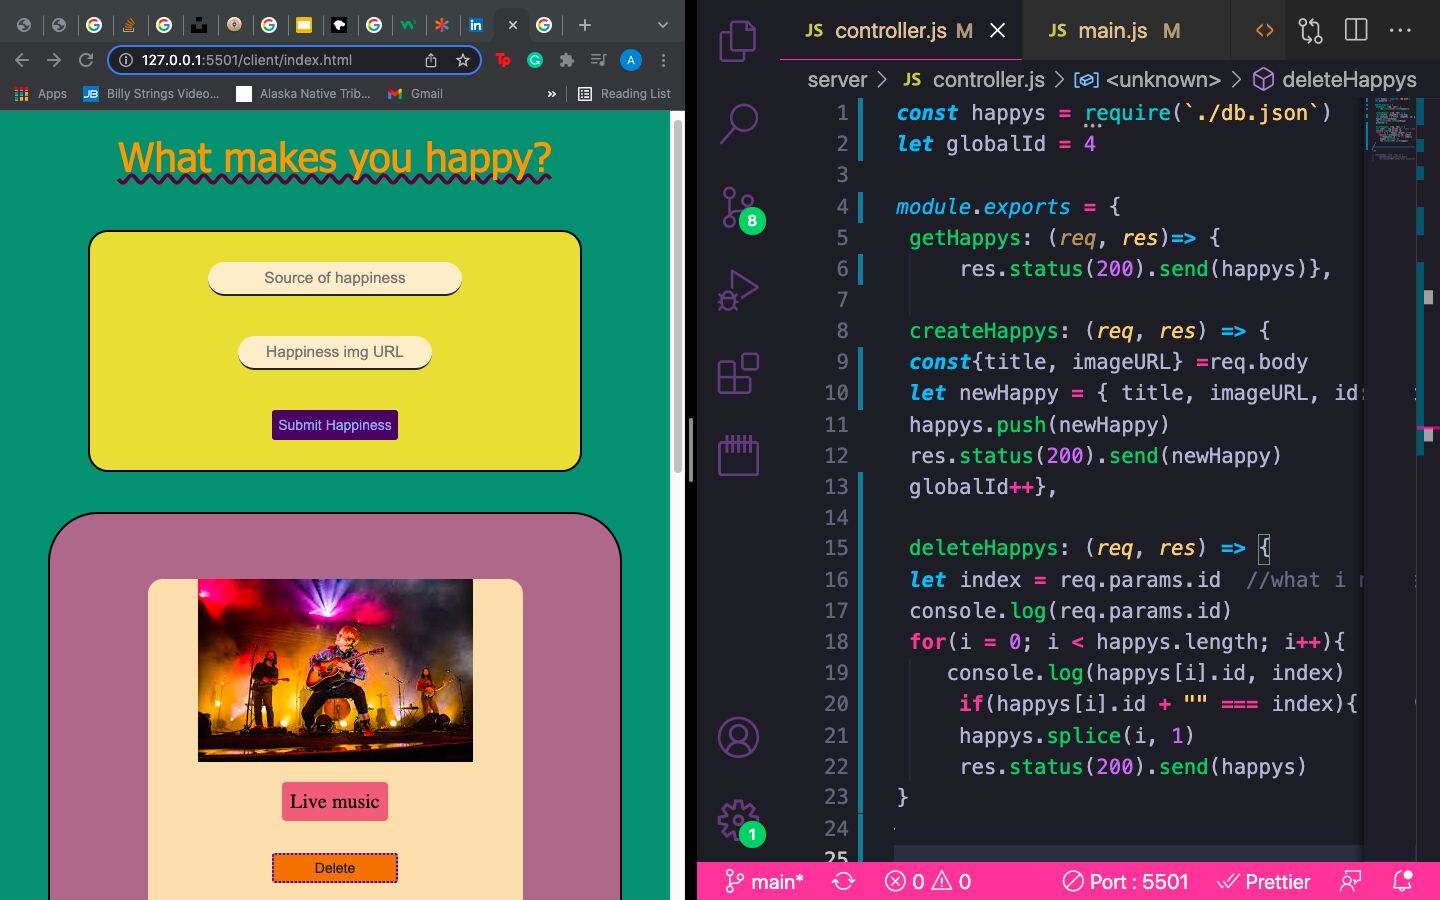 127.0.0.1:5501/client/index.html
Apps
Billy Strings Video...
Alaska Native Trib...
Gmail
»
Reading List
What makes you happy?
Source of happiness
Happiness img URL
Submit Happiness
Live music
Delete
JS controller.js M
JS main.js M
server > JS controller.js > <unknown> > deleteHappys
1 const happys = require(`./db.json`)
2 let globalId = 4
3
4 module.exports = {
5 getHappys: (req, res)=> {
6 res.status(200).send(happys)},
7
8 createHappys: (req, res) => {
9 const{title, imageURL} =req.body
10 let newHappy = { title, imageURL, id:
11 happys.push(newHappy)
12 res.status(200).send(newHappy)
13 globalId++},
14
15 deleteHappys: (req, res) => {
16 let index = req.params.id //what i
17 console.log(req.params.id)
18 for(i = 0; i < happys.length; i++){
19 console.log(happys[i].id, index)
20 if(happys[i].id + "" === index){
21 happys.splice(i, 1)
22 res.status(200).send(happys)
23 }
24
25
8
1
main*
0 0
Port : 5501
Prettier